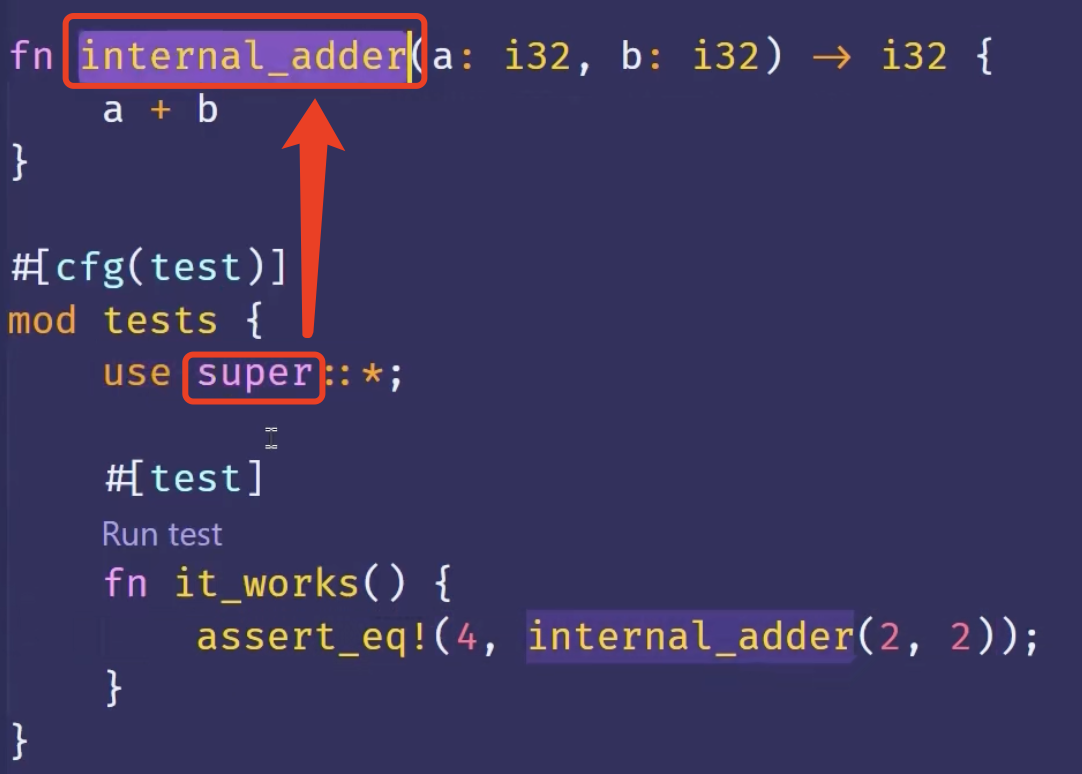 fn internal_adder(a: i32, b: i32) -> i32 {
    a + b
}
#[cfg(test)]
mod tests {
    use super::*;
    #[test]
    Run test
    fn it_works() {
        assert_eq!(4, internal_adder(2, 2));
    }
}